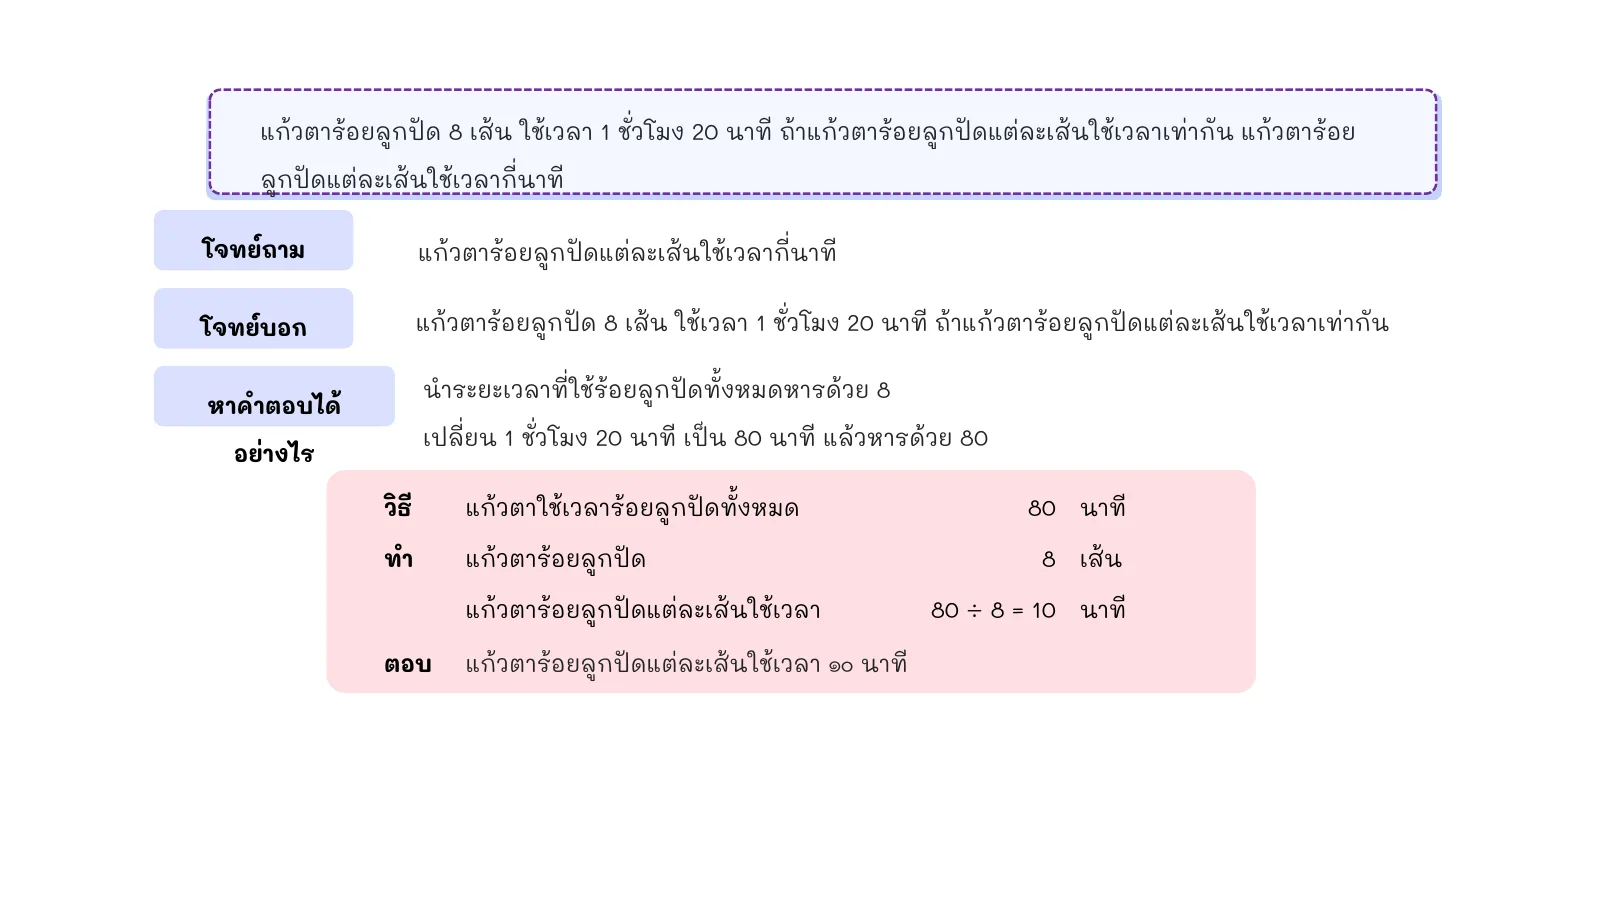 แก้วตาร้อยลูกปัด 8 เส้น ใช้เวลา 1 ชั่วโมง 20 นาที ถ้าแก้วตาร้อยลูกปัดแต่ละเส้นใช้เวลาเท่ากัน แก้วตาร้อย
ลูกปัดแต่ละเส้นใช้เวลากี่นาที
โจทย์ถาม แก้วตาร้อยลูกปัดแต่ละเส้นใช้เวลากี่นาที
โจทย์บอก แก้วตาร้อยลูกปัด 8 เส้น ใช้เวลา 1 ชั่วโมง 20 นาที ถ้าแก้วตาร้อยลูกปัดแต่ละเส้นใช้เวลาเท่ากัน
หาคำตอบได้ นำระยะเวลาที่ใช้ร้อยลูกปัดทั้งหมดหารด้วย 8
อย่างไร เปลี่ยน 1 ชั่วโมง 20 นาที เป็น 80 นาที แล้วหารด้วย 80
วิธี แก้วตาใช้เวลาร้อยลูกปัดทั้งหมด 80 นาที
ทำ แก้วตาร้อยลูกปัด 8 เส้น
แก้วตาร้อยลูกปัดแต่ละเส้นใช้เวลา 80 ÷ 8 = 10 นาที
ตอบ แก้วตาร้อยลูกปัดแต่ละเส้นใช้เวลา ๑๐ นาที